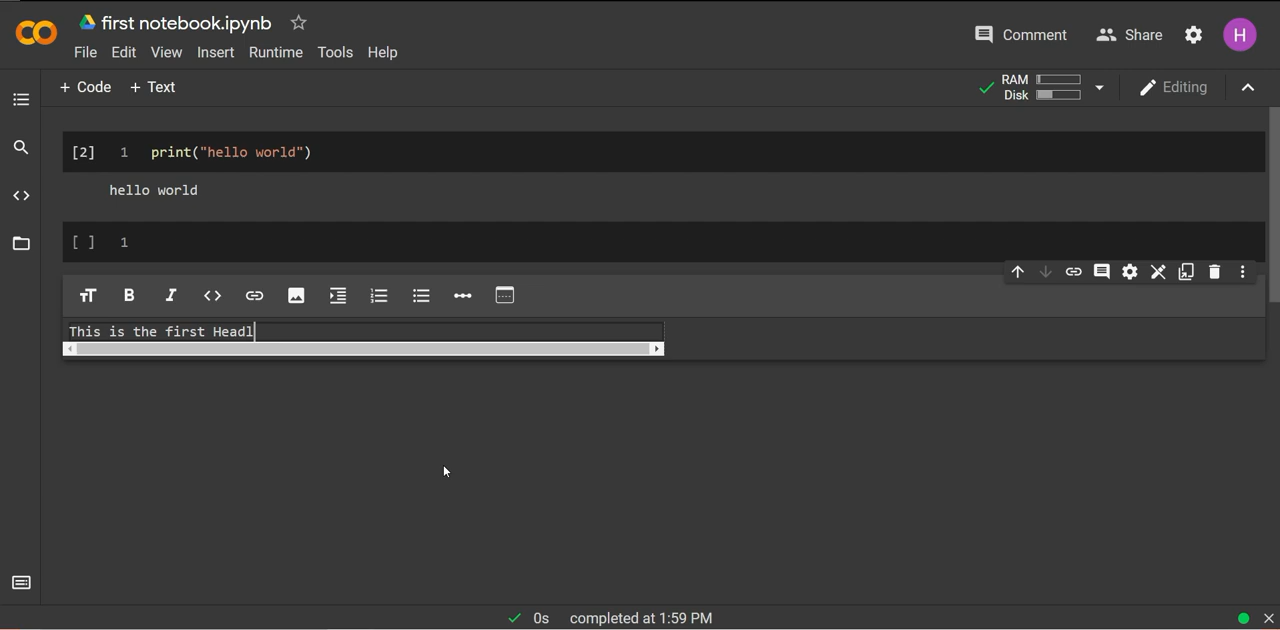 first notebook.ipynb
File Edit View Insert Runtime Tools Help
Comment Share H
+ Code + Text
RAM
Disk
Editing
[2] 1 print("hello world")
hello world
[ ] 1
This is the first Headl
0s completed at 1:59 PM